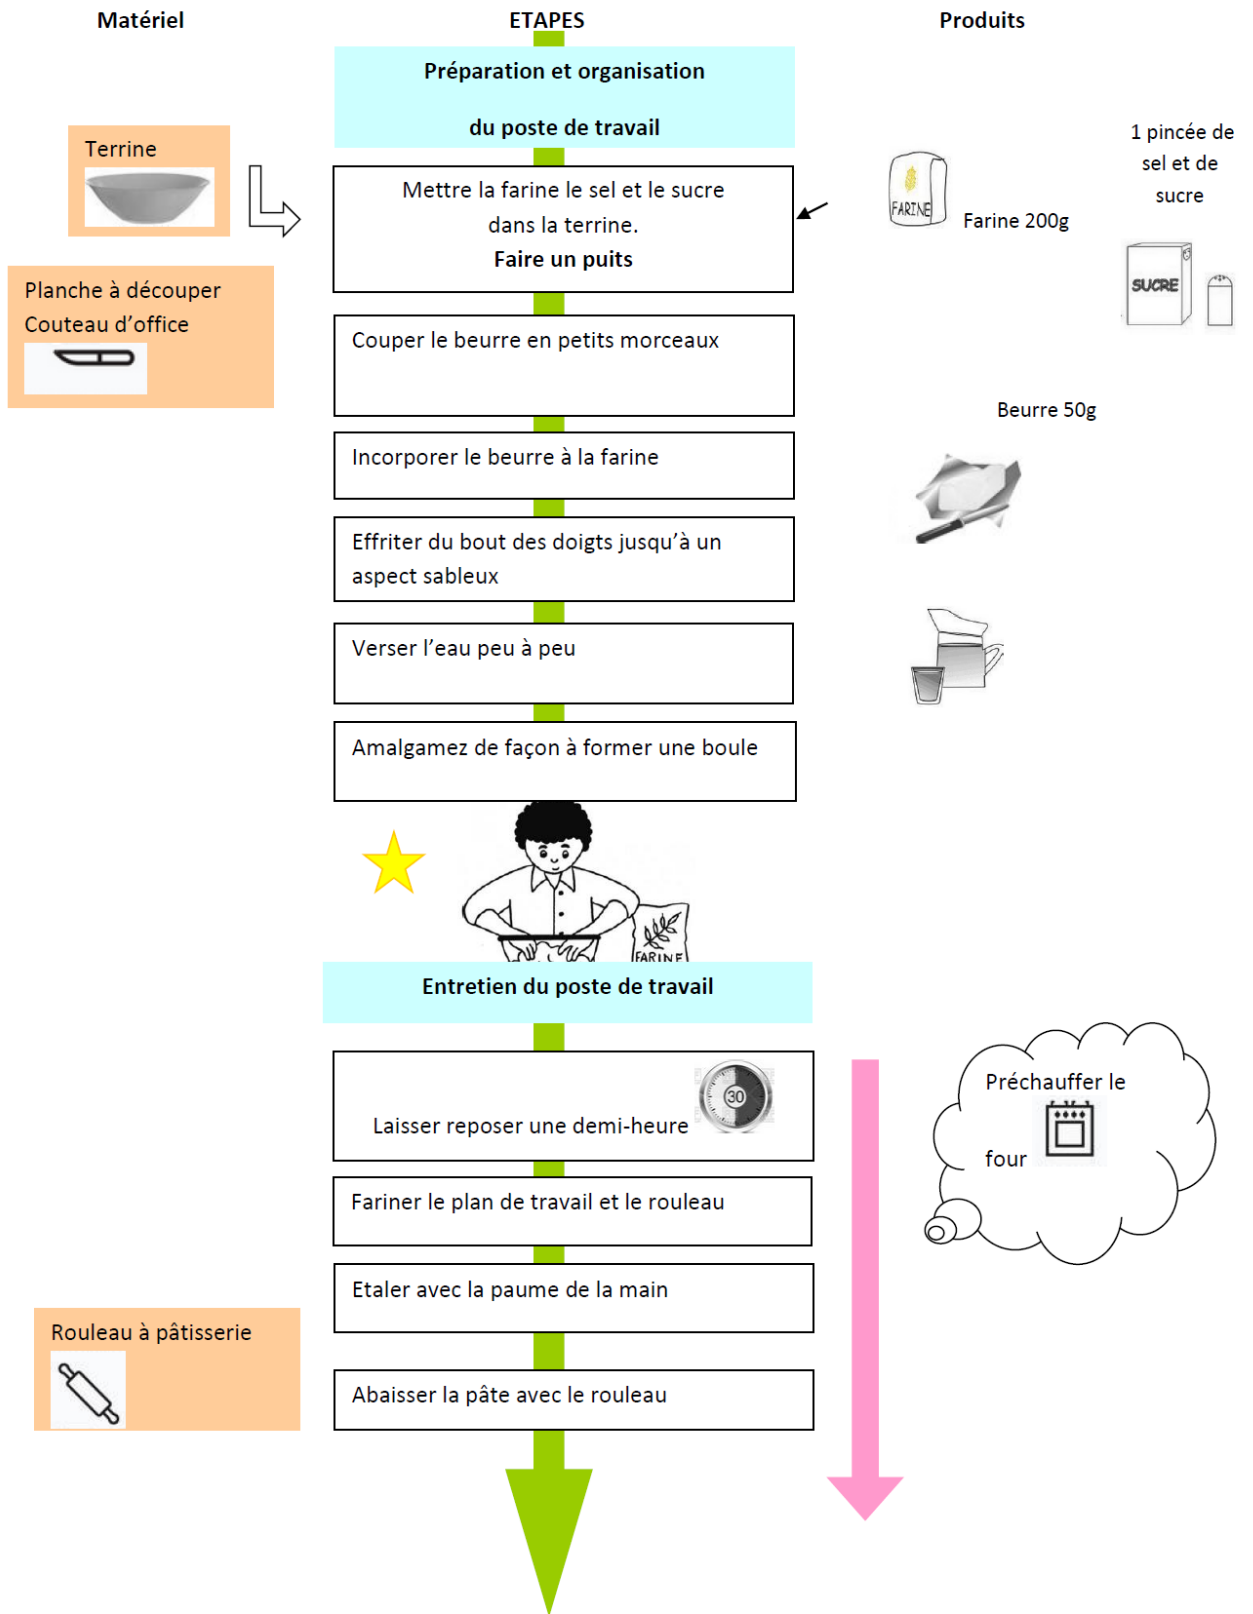 Matériel
ETAPES
Produits
Préparation et organisation
du poste de travail
Terrine
Mettre la farine le sel et le sucre
dans la terrine.
Faire un puits
FARINE
Farine 200g
1 pincée de
sel et de
sucre
SUCRE
Planche à découper
Couteau d’office
Couper le beurre en petits morceaux
Beurre 50g
Incorporer le beurre à la farine
Effriter du bout des doigts jusqu’à un
aspect sableux
Verser l’eau peu à peu
Amalgamez de façon à former une boule
FARINE
Entretien du poste de travail
30
Laisser reposer une demi-heure
Préchauffer le
four
Fariner le plan de travail et le rouleau
Etaler avec la paume de la main
Rouleau à pâtisserie
Abaisser la pâte avec le rouleau